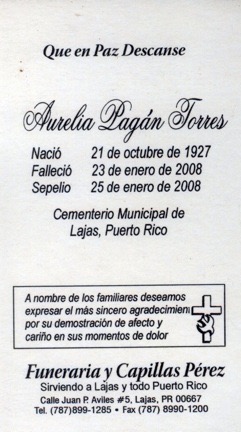 Que en Paz Descanse
Aurelia Pagán Torres
Nació 21 de octubre de 1927
Falleció 23 de enero de 2008
Sepelio 25 de enero de 2008
Cementerio Municipal de
Lajas, Puerto Rico
A nombre de los familiares deseamos
expresar el más sincero agradecimien
por su demostración de afecto y
cariño en sus momentos de dolor
Funeraria y Capillas Pérez
Sirviendo a Lajas y todo Puerto Rico
Calle Juan P. Aviles #5, Lajas, PR 00667
Tel. (787)899-1285 • Fax (787) 8990-1200